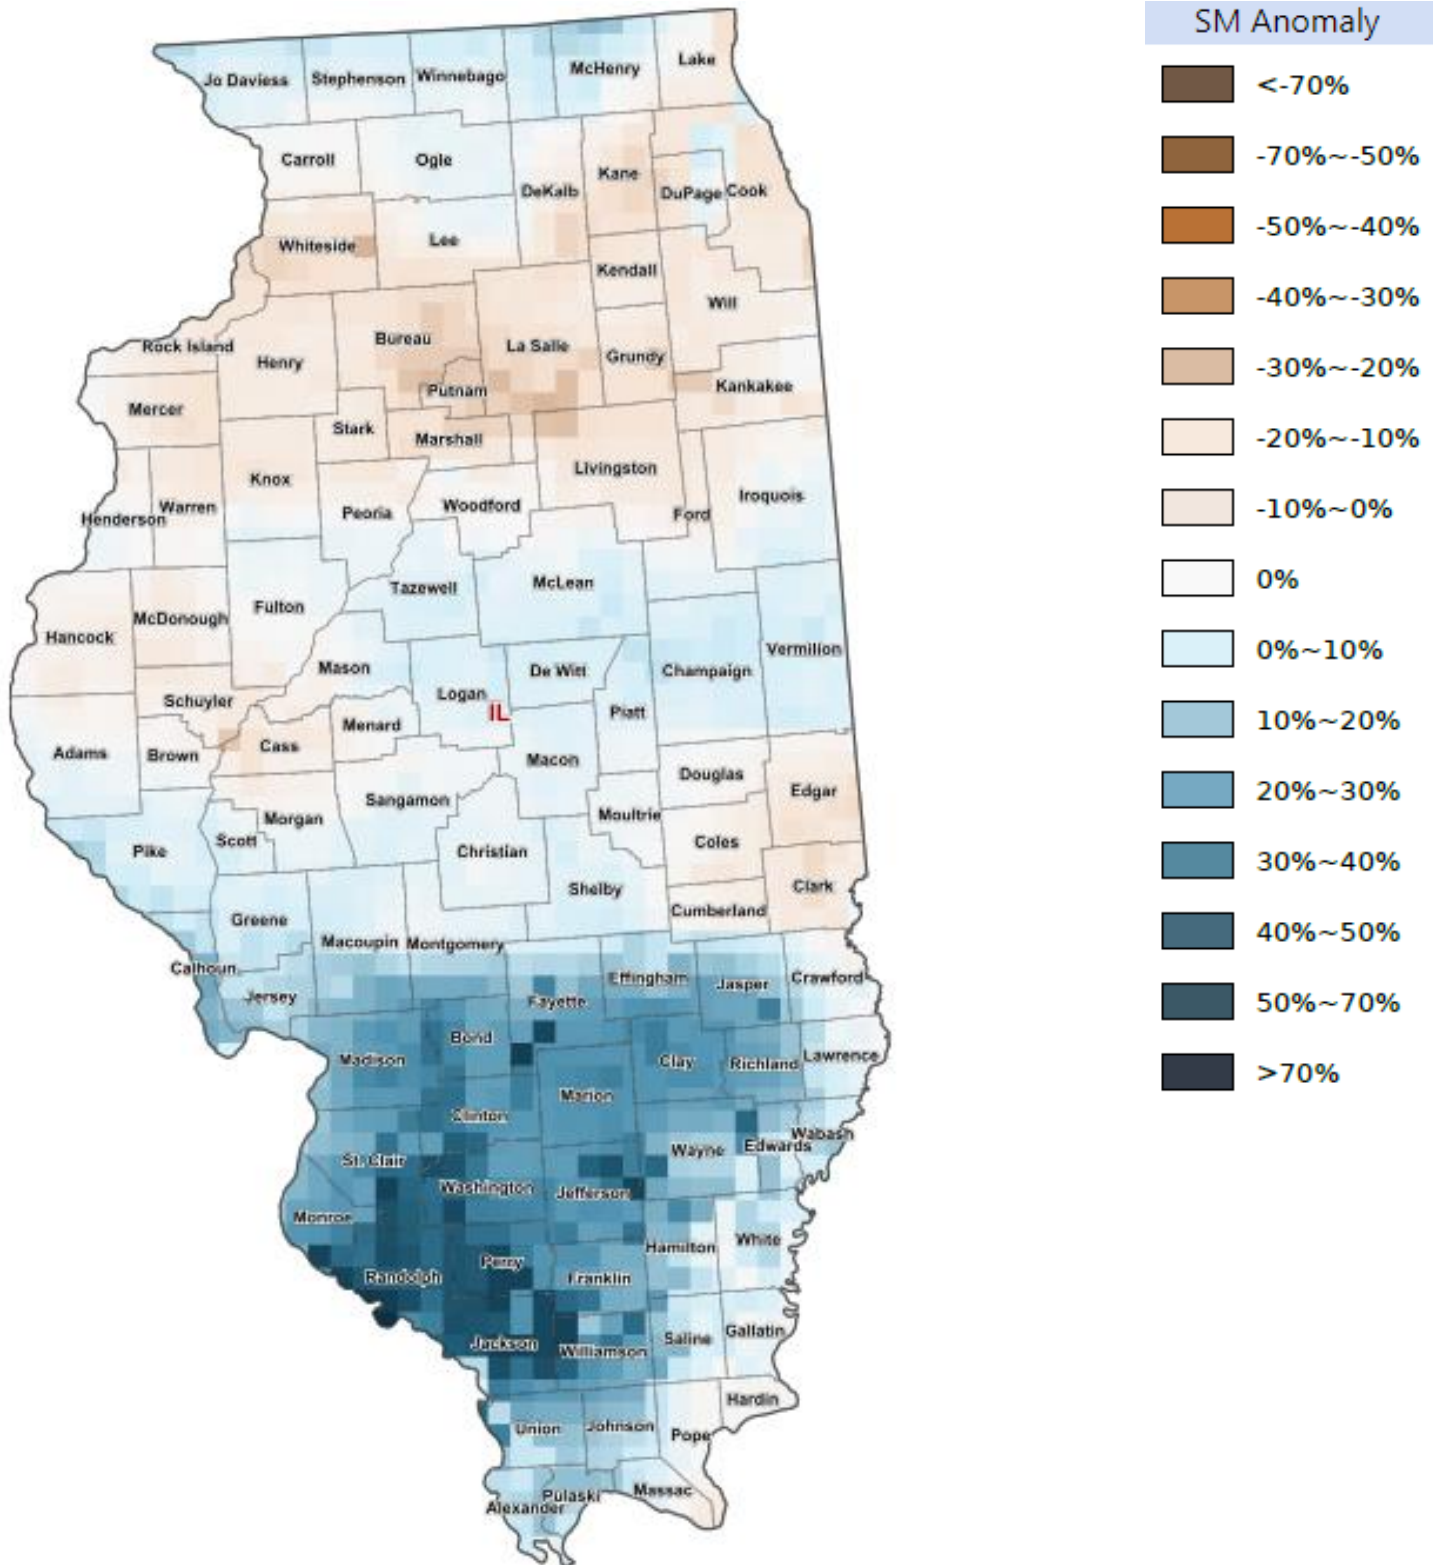 SM Anomaly
<-70%
-70%~-50%
-50%~-40%
-40%~-30%
-30%~-20%
-20%~-10%
-10%~0%
0%
0%~10%
10%~20%
20%~30%
30%~40%
40%~50%
50%~70%
>70%
Jo Daviess
Stephenson
Winnebago
McHenry
Lake
Carroll
Ogle
DeKalb
Kane
DuPage
Cook
Whiteside
Lee
Kendall
Will
Rock Island
Henry
Bureau
La Salle
Grundy
Kankakee
Putnam
Mercer
Stark
Marshall
Knox
Livingston
Henderson
Warren
Peoria
Woodford
Ford
Iroquois
Tazewell
McLean
Fulton
McDonough
Hancock
Vermilion
Mason
De Witt
Champaign
Logan
IL
Schuyler
Menard
Piatt
Adams
Brown
Cass
Macon
Douglas
Edgar
Sangamon
Morgan
Moultrie
Scott
Pike
Christian
Coles
Shelby
Clark
Cumberland
Greene
Macoupin
Montgomery
Calhoun
Jersey
Effingham
Jasper
Crawford
Fayette
Bond
Madison
Clay
Richland
Lawrence
Marion
Clinton
Wabash
Edwards
Wayne
St. Clair
Washington
Jefferson
Monroe
Hamilton
White
Perry
Randolph
Franklin
Jackson
Williamson
Saline
Gallatin
Hardin
Union
Johnson
Pope
Massac
Pulaski
Alexander